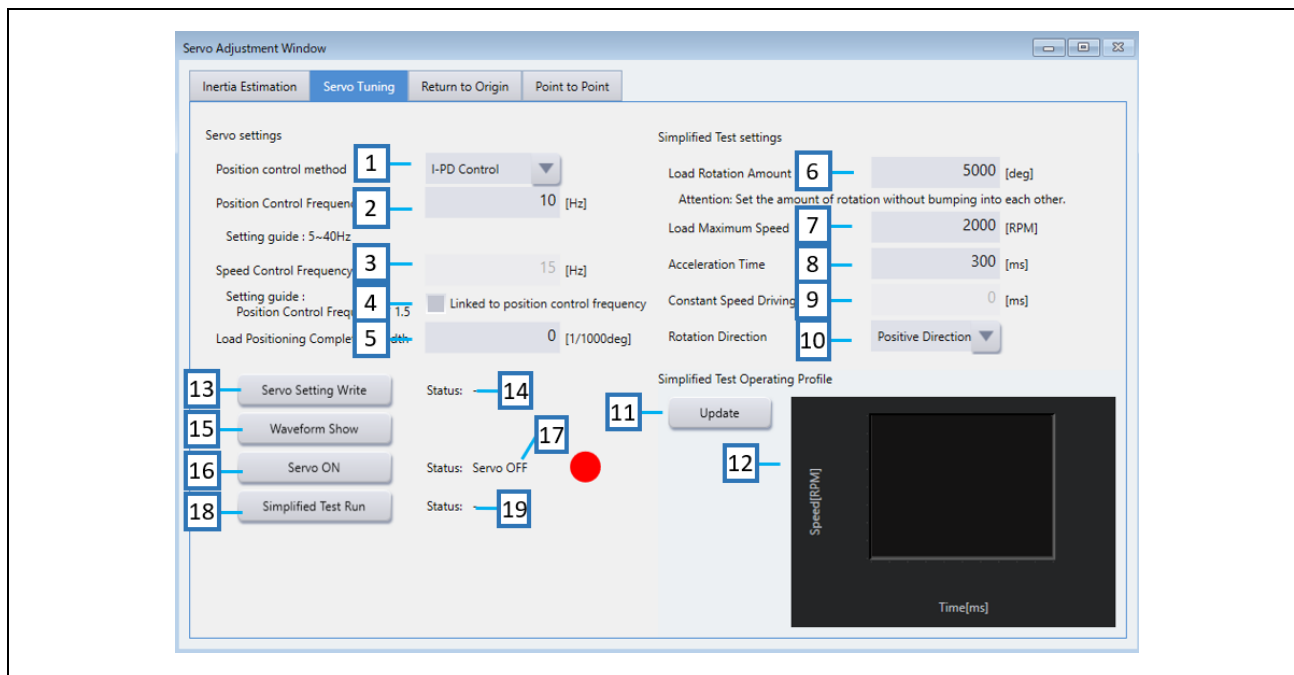 Servo Adjustment Window
Inertia Estimation Servo Tuning Return to Origin Point to Point
Servo settings
Position control method 1 I-PD Control
Position Control Frequen 2 10 [Hz]
Setting guide : 5~40Hz
Speed Control Frequency 3 15 [Hz]
Setting guide :
Position Control Freq 1.5
4 Linked to position control frequency
Load Positioning Comple 5 dth 0 [1/1000deg]
13 Servo Setting Write Status: 14
15 Waveform Show
16 Servo ON Status: Servo OFF 17
18 Simplified Test Run Status: 19
Simplified Test settings
Load Rotation Amount 6 5000 [deg]
Attention: Set the amount of rotation without bumping into each other.
Load Maximum Speed 7 2000 [RPM]
Acceleration Time 8 300 [ms]
Constant Speed Driving 9 0 [ms]
Rotation Direction 10 Positive Direction
Simplified Test Operating Profile
11 Update
12
Speed[RPM]
Time[ms]